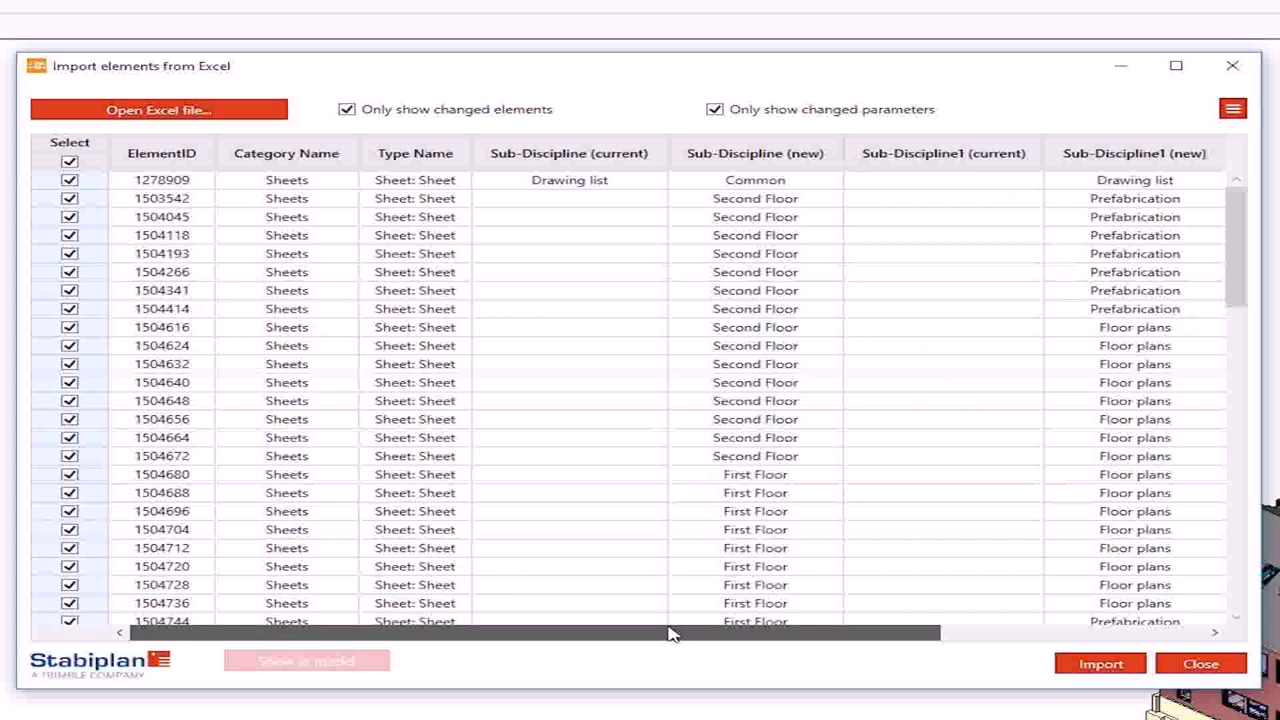 Import elements from Excel
Open Excel file... Only show changed elements Only show changed parameters
Select ElementID Category Name Type Name Sub-Discipline (current) Sub-Discipline (new) Sub-Discipline1 (current) Sub-Discipline1 (new)
1278909 Sheets Sheet: Sheet Drawing list Common Drawing list
1503542 Sheets Sheet: Sheet Second Floor Prefabrication
1504045 Sheets Sheet: Sheet Second Floor Prefabrication
1504118 Sheets Sheet: Sheet Second Floor Prefabrication
1504193 Sheets Sheet: Sheet Second Floor Prefabrication
1504266 Sheets Sheet: Sheet Second Floor Prefabrication
1504341 Sheets Sheet: Sheet Second Floor Prefabrication
1504414 Sheets Sheet: Sheet Second Floor Prefabrication
1504616 Sheets Sheet: Sheet Second Floor Floor plans
1504624 Sheets Sheet: Sheet Second Floor Floor plans
1504632 Sheets Sheet: Sheet Second Floor Floor plans
1504640 Sheets Sheet: Sheet Second Floor Floor plans
1504648 Sheets Sheet: Sheet Second Floor Floor plans
1504656 Sheets Sheet: Sheet Second Floor Floor plans
1504664 Sheets Sheet: Sheet Second Floor Floor plans
1504672 Sheets Sheet: Sheet Second Floor Floor plans
1504680 Sheets Sheet: Sheet First Floor Floor plans
1504688 Sheets Sheet: Sheet First Floor Floor plans
1504696 Sheets Sheet: Sheet First Floor Floor plans
1504704 Sheets Sheet: Sheet First Floor Floor plans
1504712 Sheets Sheet: Sheet First Floor Floor plans
1504720 Sheets Sheet: Sheet First Floor Floor plans
1504728 Sheets Sheet: Sheet First Floor Floor plans
1504736 Sheets Sheet: Sheet First Floor Floor plans
1504744 Sheets Sheet: Sheet First Floor Prefabrication
Stabiplan Show in model Import Close
A TRIMBLE COMPANY